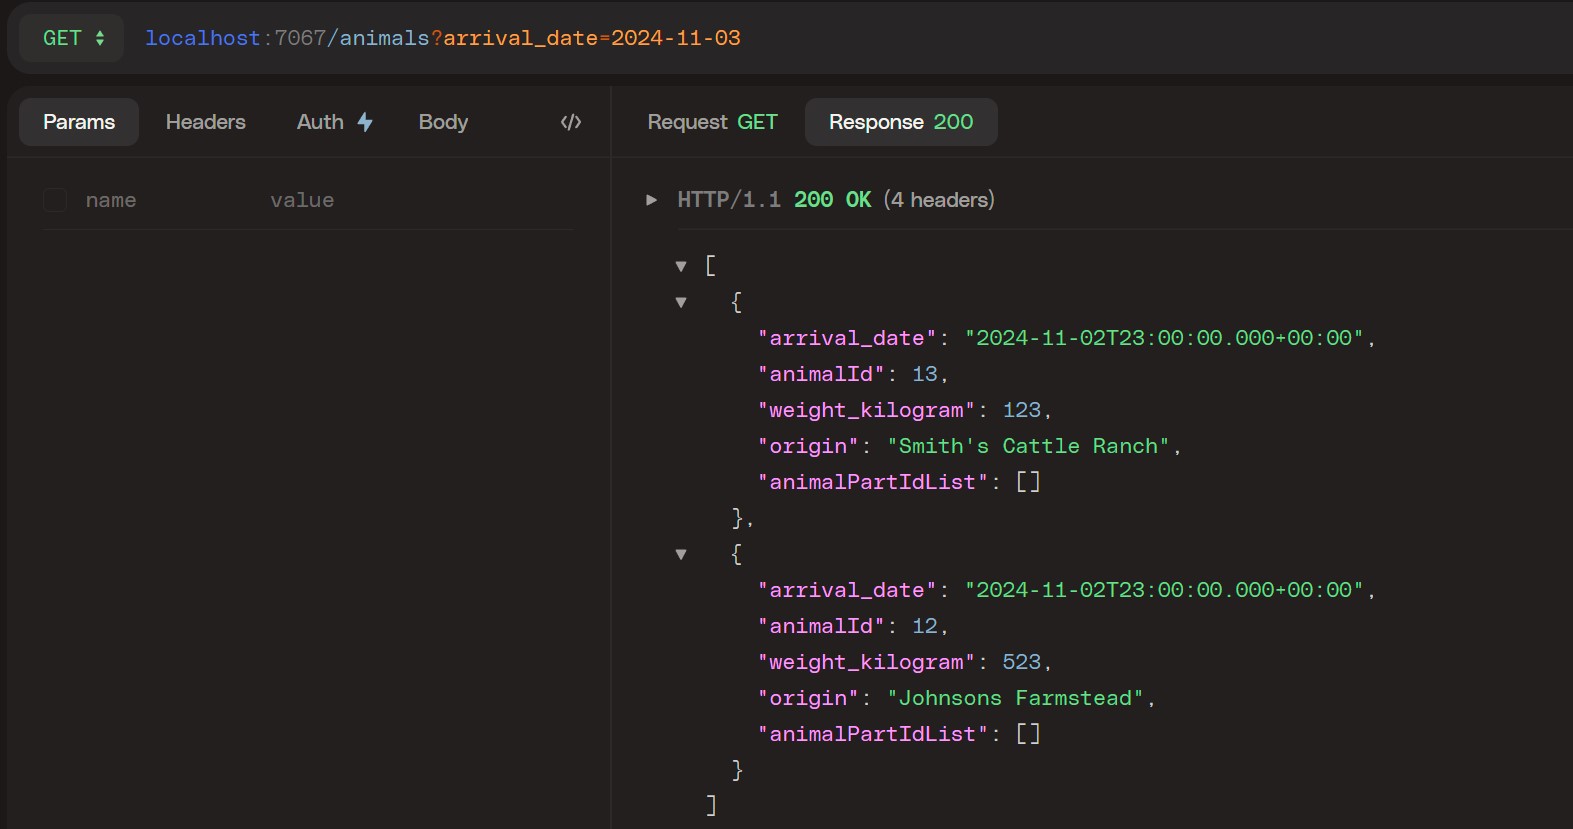 GET localhost:7067/animals?arrival_date=2024-11-03
Params Headers Auth Body </> Request GET Response 200
name value
HTTP/1.1 200 OK (4 headers)
[
{
"arrival_date": "2024-11-02T23:00:00.000+00:00",
"animalId": 13,
"weight_kilogram": 123,
"origin": "Smith's Cattle Ranch",
"animalPartIdList": []
},
{
"arrival_date": "2024-11-02T23:00:00.000+00:00",
"animalId": 12,
"weight_kilogram": 523,
"origin": "Johnsons Farmstead",
"animalPartIdList": []
}
]